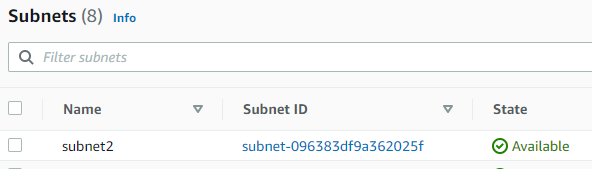 Subnets (8) Info
Filter subnets
Name Subnet ID State
subnet2 subnet-096383df9a362025f Available